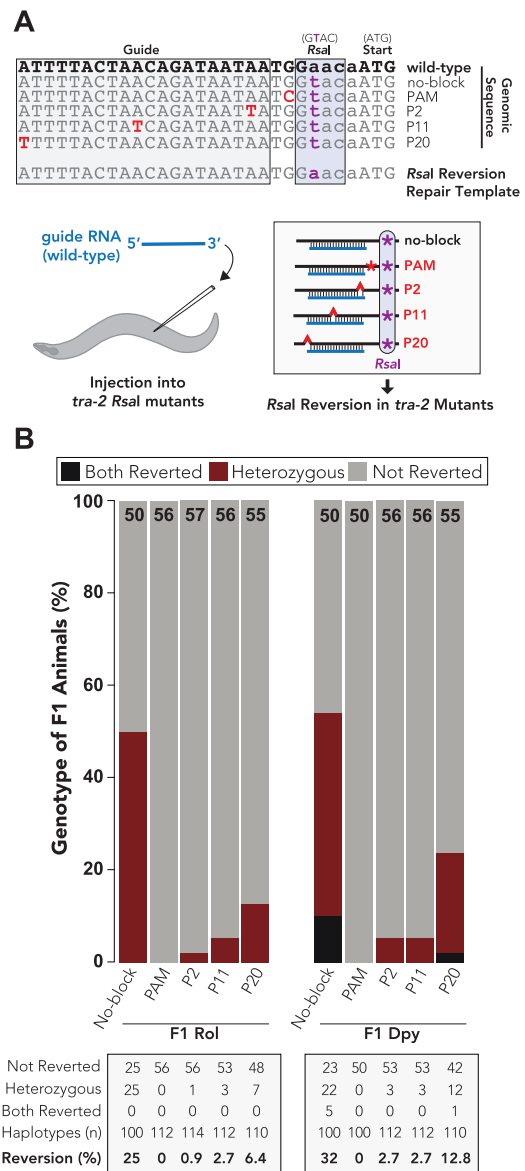 A
(GTAC) (ATG)
Guide RsaI Start
ATTTTACTAACAGATAATAATGGaacaATG wild-type
ATTTTACTAACAGATAATAATGGtacaATG no-block
ATTTTACTAACAGATAATAATCGtacaATG PAM
ATTTTACTAACAGATAATTATGGtacaATG P2
ATTTTACTATCAGATAATAATGGtacaATG P11
TTTTTACTAACAGATAATAATGGtacaATG P20
Genomic
Sequence
ATTTTACTAACAGATAATAATGGaacaATG RsaI Reversion
Repair Template
guide RNA 5’ 3’
(wild-type)
Injection into
tra-2 RsaI mutants
no-block
PAM
P2
P11
P20
RsaI
RsaI Reversion in tra-2 Mutants
B
Both Reverted Heterozygous Not Reverted
Genotype of F1 Animals (%)
100
80
60
40
20
0
50 56 57 56 55
50 50 56 56 55
No-block PAM P2 P11 P20
No-block PAM P2 P11 P20
F1 Rol F1 Dpy
Not Reverted 25 56 56 53 48 23 50 53 53 42
Heterozygous 25 0 1 3 7 22 0 3 3 12
Both Reverted 0 0 0 0 0 5 0 0 0 1
Haplotypes (n) 100 112 114 112 110 100 100 112 112 110
Reversion (%) 25 0 0.9 2.7 6.4 32 0 2.7 2.7 12.8